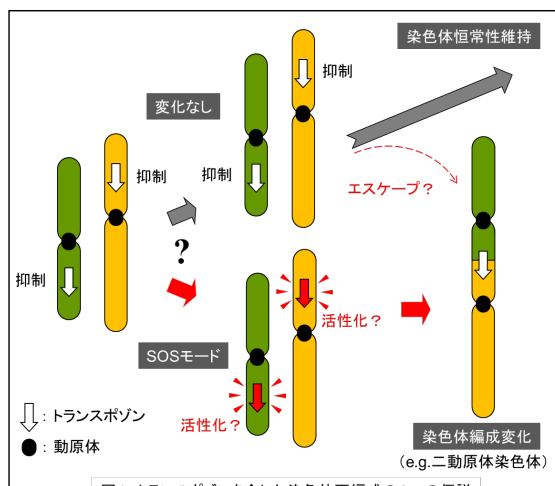 染色体恒常性維持
抑制
抑制
変化なし
抑制
抑制
エスケープ?
?
抑制
活性化?
SOSモード
活性化?
: トランスポゾン
: 動原体
染色体編成変化
(e.g.二動原体染色体)